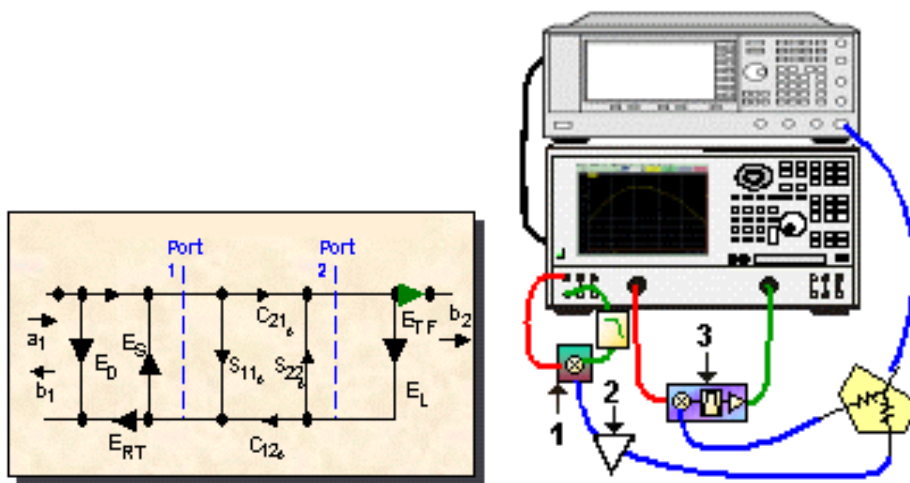 Port
1
Port
2
a1
b1
ED
ES
ERT
S11a
C21a
S22a
C12a
ETF
EL
b2
1
2
3